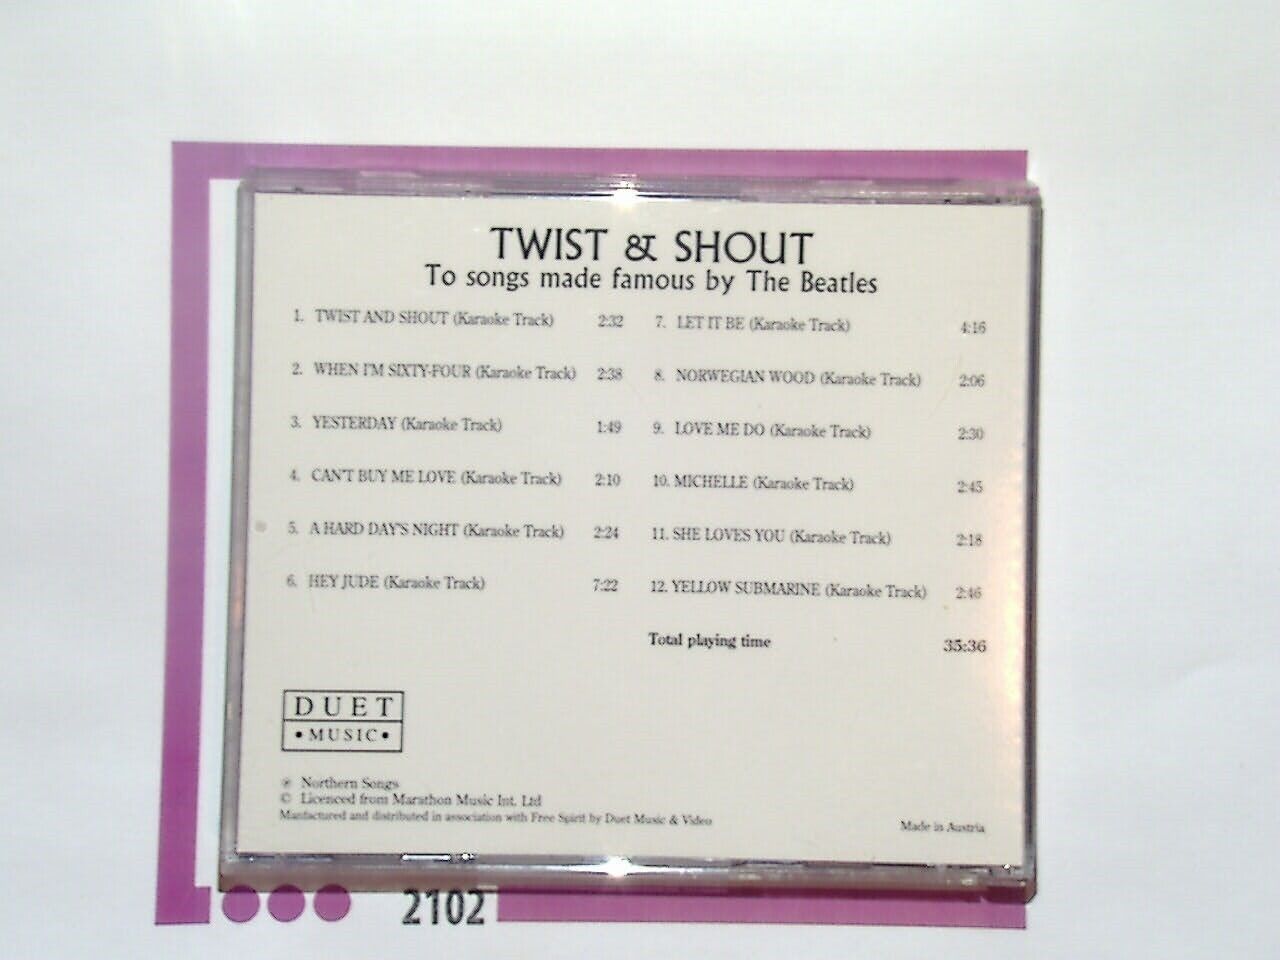 TWIST & SHOUT
To songs made famous by The Beatles
1. TWIST AND SHOUT (Karaoke Track) 2:32
2. WHEN I'M SIXTY-FOUR (Karaoke Track) 2:38
3. YESTERDAY (Karaoke Track) 1:49
4. CAN'T BUY ME LOVE (Karaoke Track) 2:10
5. A HARD DAY'S NIGHT (Karaoke Track) 2:24
6. HEY JUDE (Karaoke Track) 7:22
7. LET IT BE (Karaoke Track) 4:16
8. NORWEGIAN WOOD (Karaoke Track) 2:06
9. LOVE ME DO (Karaoke Track) 2:30
10. MICHELLE (Karaoke Track) 2:45
11. SHE LOVES YOU (Karaoke Track) 2:18
12. YELLOW SUBMARINE (Karaoke Track) 2:46
Total playing time 35:36
DUET
• MUSIC •
℗ Northern Songs
© Licenced from Marathon Music Int. Ltd
Manfactured and distributed in association with Free Spirit by Duet Music & Video
Made in Austria
2102